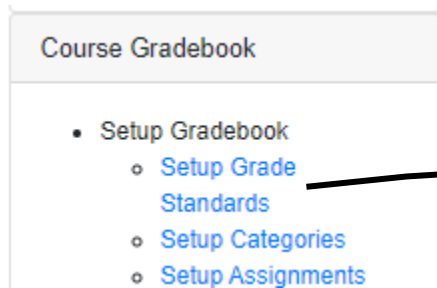 Course Gradebook
Setup Gradebook
Setup Grade
Standards
Setup Categories
Setup Assignments